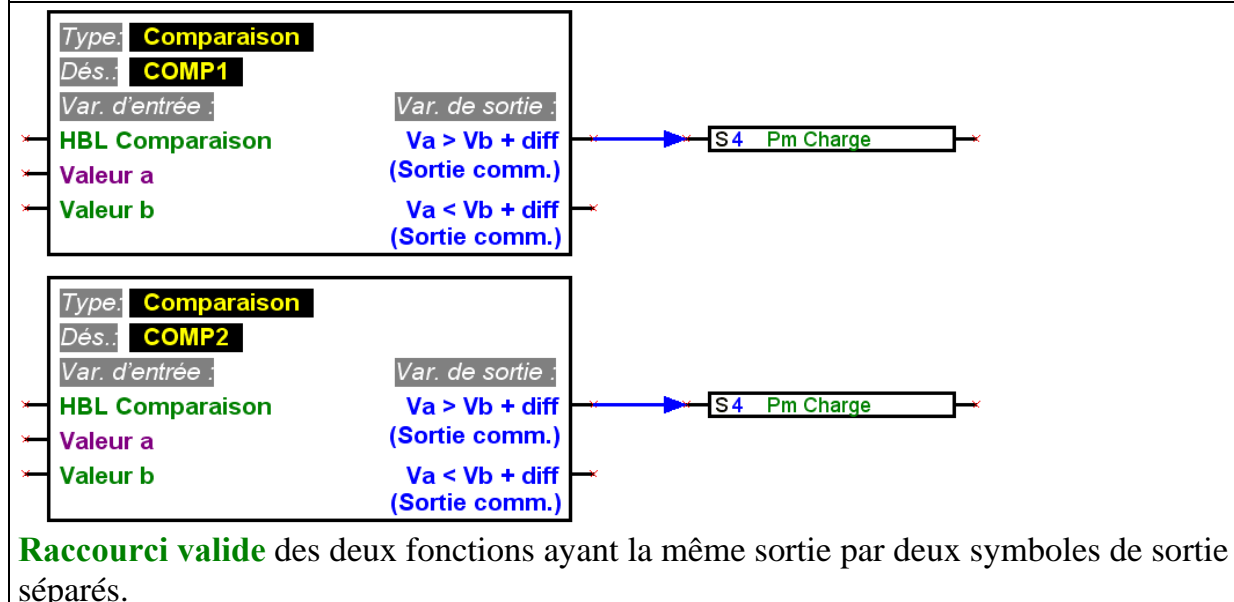 Type: Comparaison
Dés.: COMP1
Var. d'entrée : Var. de sortie :
HBL Comparaison Va > Vb + diff S4 Pm Charge
Valeur a (Sortie comm.)
Valeur b Va < Vb + diff
(Sortie comm.)
Type: Comparaison
Dés.: COMP2
Var. d'entrée : Var. de sortie :
HBL Comparaison Va > Vb + diff S4 Pm Charge
Valeur a (Sortie comm.)
Valeur b Va < Vb + diff
(Sortie comm.)
Raccourci valide des deux fonctions ayant la même sortie par deux symboles de sortie
séparés.